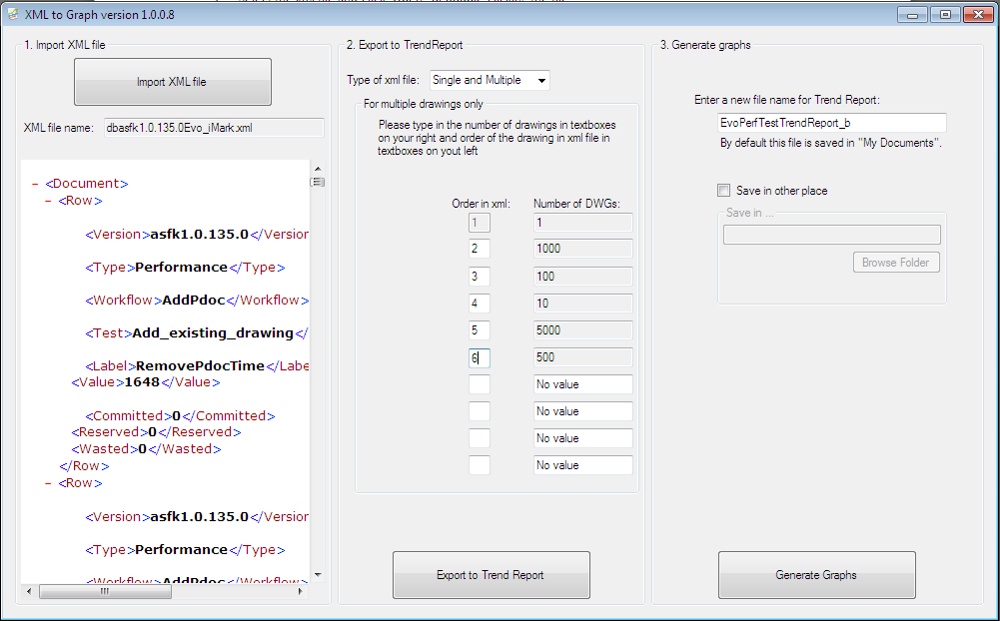 XML to Graph version 1.0.0.8
1. Import XML file
Import XML file
XML file name: dbasfk1.0.135.0Evo_iMark.xml
- <Document>
- <Row>
<Version>asfk1.0.135.0</Version
<Type>Performance</Type>
<Workflow>AddPdoc</Workflow>
<Test>Add_existing_drawing</
<Label>RemovePdocTime</Labe
<Value>1648</Value>
<Committed>0</Committed>
<Reserved>0</Reserved>
<Wasted>0</Wasted>
</Row>
- <Row>
<Version>asfk1.0.135.0</Version
<Type>Performance</Type>
<Workflow>AddPdoc</Workflow>
2. Export to TrendReport
Type of xml file: Single and Multiple
For multiple drawings only
Please type in the number of drawings in textboxes
on your right and order of the drawing in xml file in
textboxes on yout left
Order in xml: Number of DWGs:
1 1
2 1000
3 100
4 10
5 5000
6 500
No value
No value
No value
No value
Export to Trend Report
3. Generate graphs
Enter a new file name for Trend Report:
EvoPerfTestTrendReport_b
By default this file is saved in "My Documents".
Save in other place
Save in ...
Browse Folder
Generate Graphs